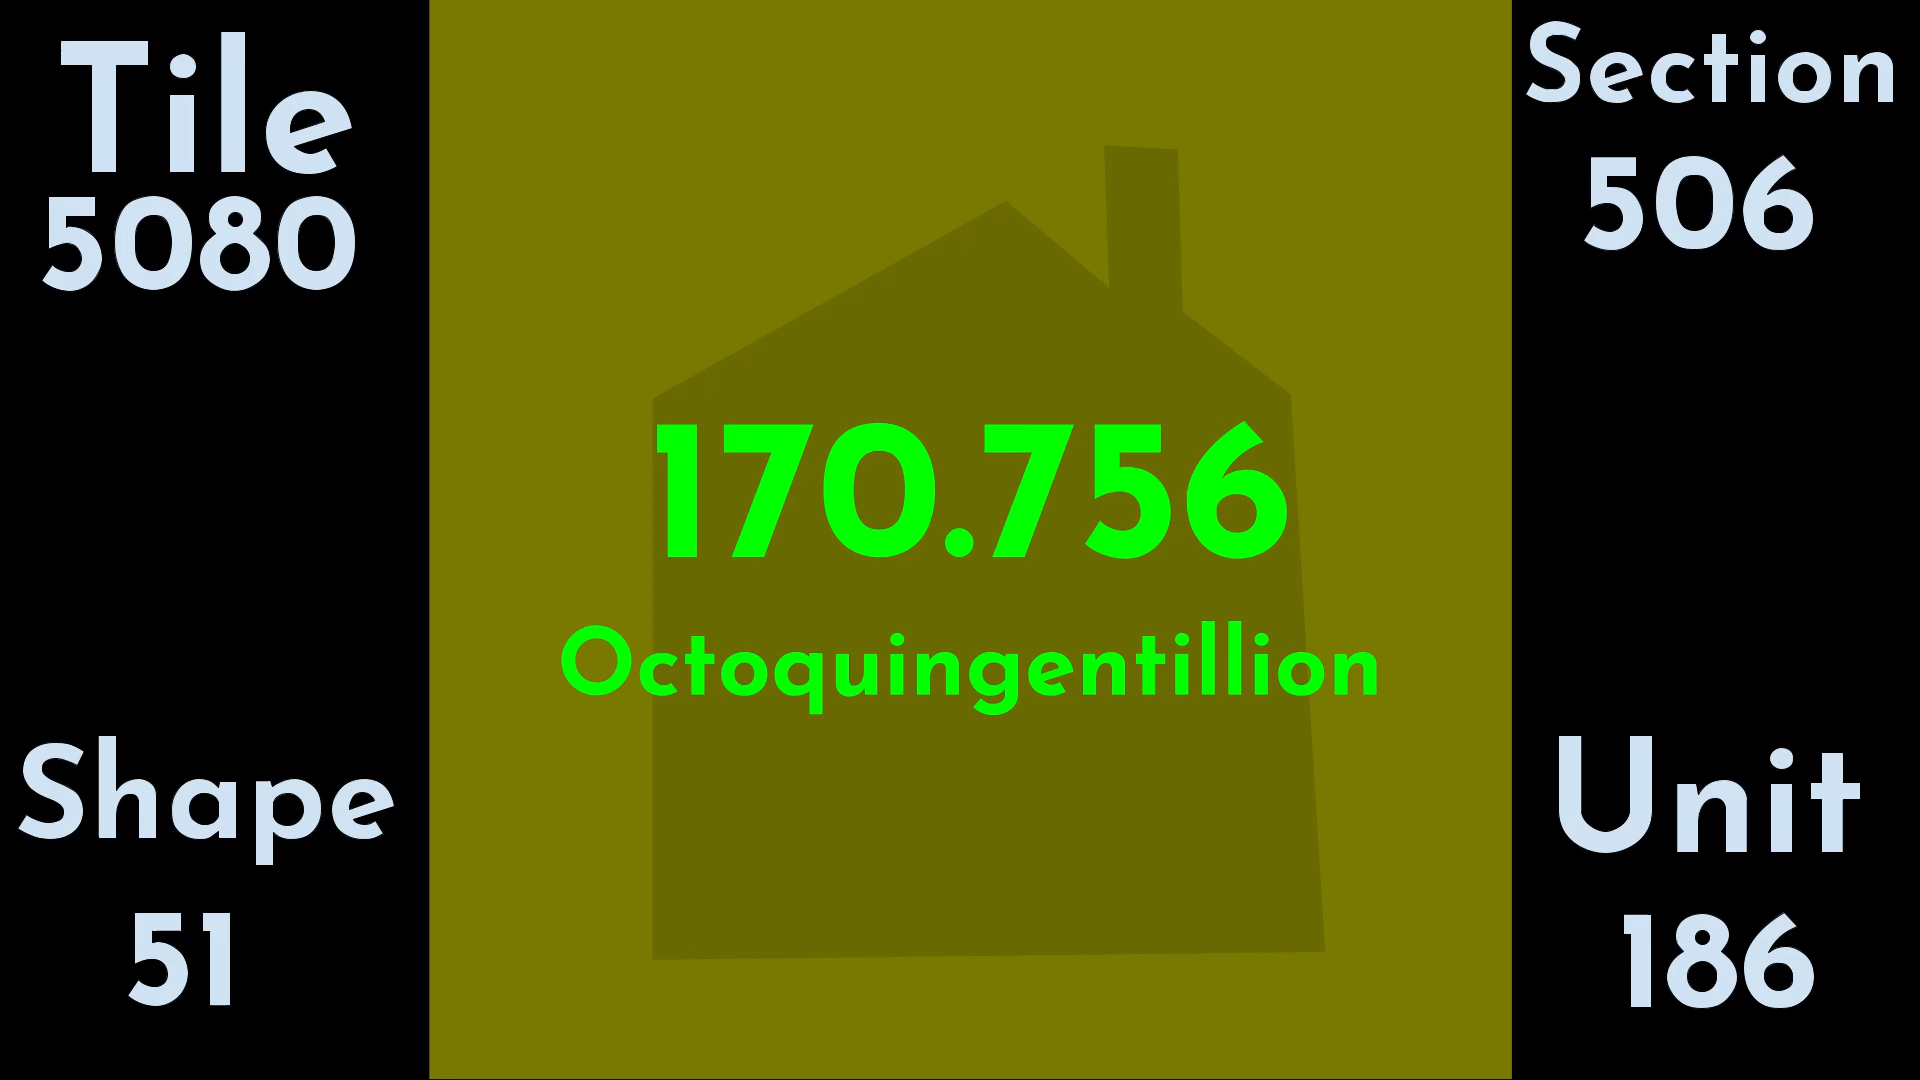 Tile
5080
Section
506
170.756
Octoquingentillion
Shape
51
Unit
186